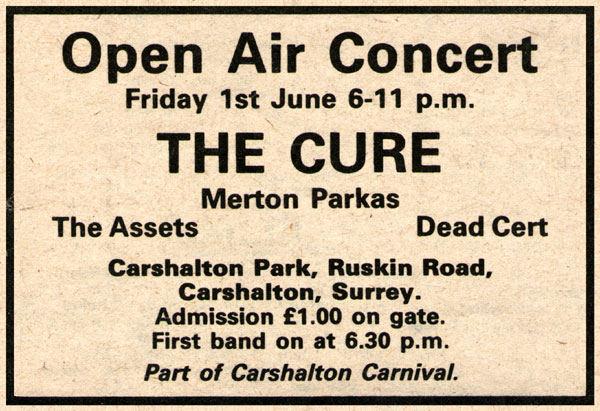 Open Air Concert
Friday 1st June 6-11 p.m.
THE CURE
Merton Parkas
The Assets Dead Cert
Carshalton Park, Ruskin Road,
Carshalton, Surrey.
Admission £1.00 on gate.
First band on at 6.30 p.m.
Part of Carshalton Carnival.